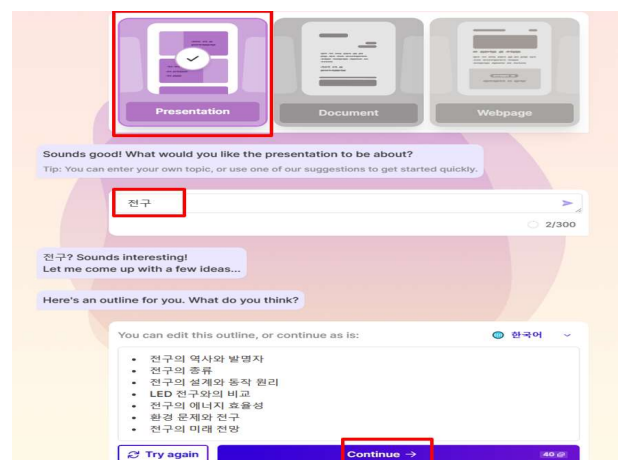 Presentation
Document
Webpage
Sounds good! What would you like the presentation to be about?
Tip: You can enter your own topic, or use one of our suggestions to get started quickly.
전구
2/300
전구? Sounds interesting!
Let me come up with a few ideas...
Here's an outline for you. What do you think?
You can edit this outline, or continue as is:
한국어
• 전구의 역사와 발명자
• 전구의 종류
• 전구의 설계와 동작 원리
• LED 전구와의 비교
• 전구의 에너지 효율성
• 환경 문제와 전구
• 전구의 미래 전망
Try again
Continue →
40